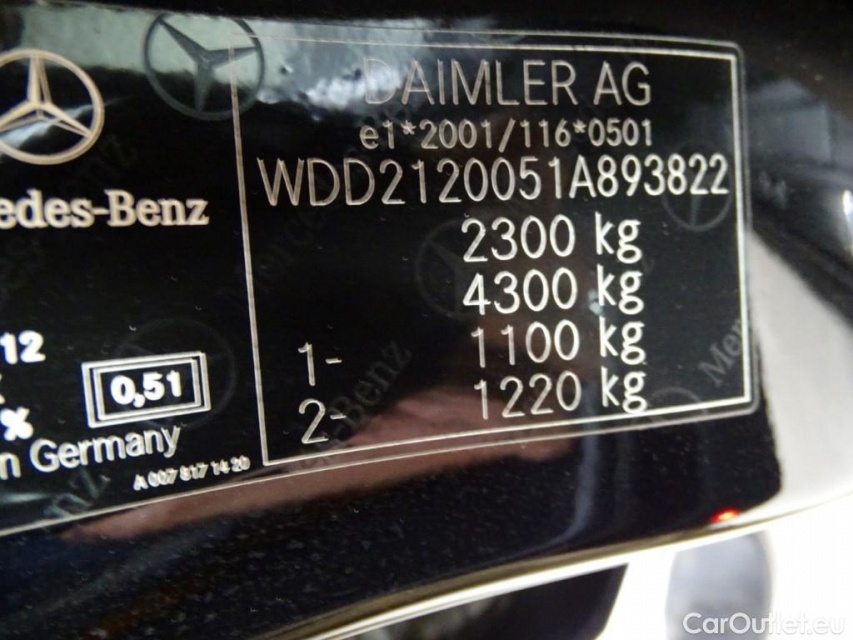 DAIMLER AG
e1*2001/116*0501
WDD2120051A893822
2300 kg
4300 kg
1- 1100 kg
2- 1220 kg
edes-Benz
12
0,51
%
n Germany
A 007 817 14 20
CarOutlet.eu